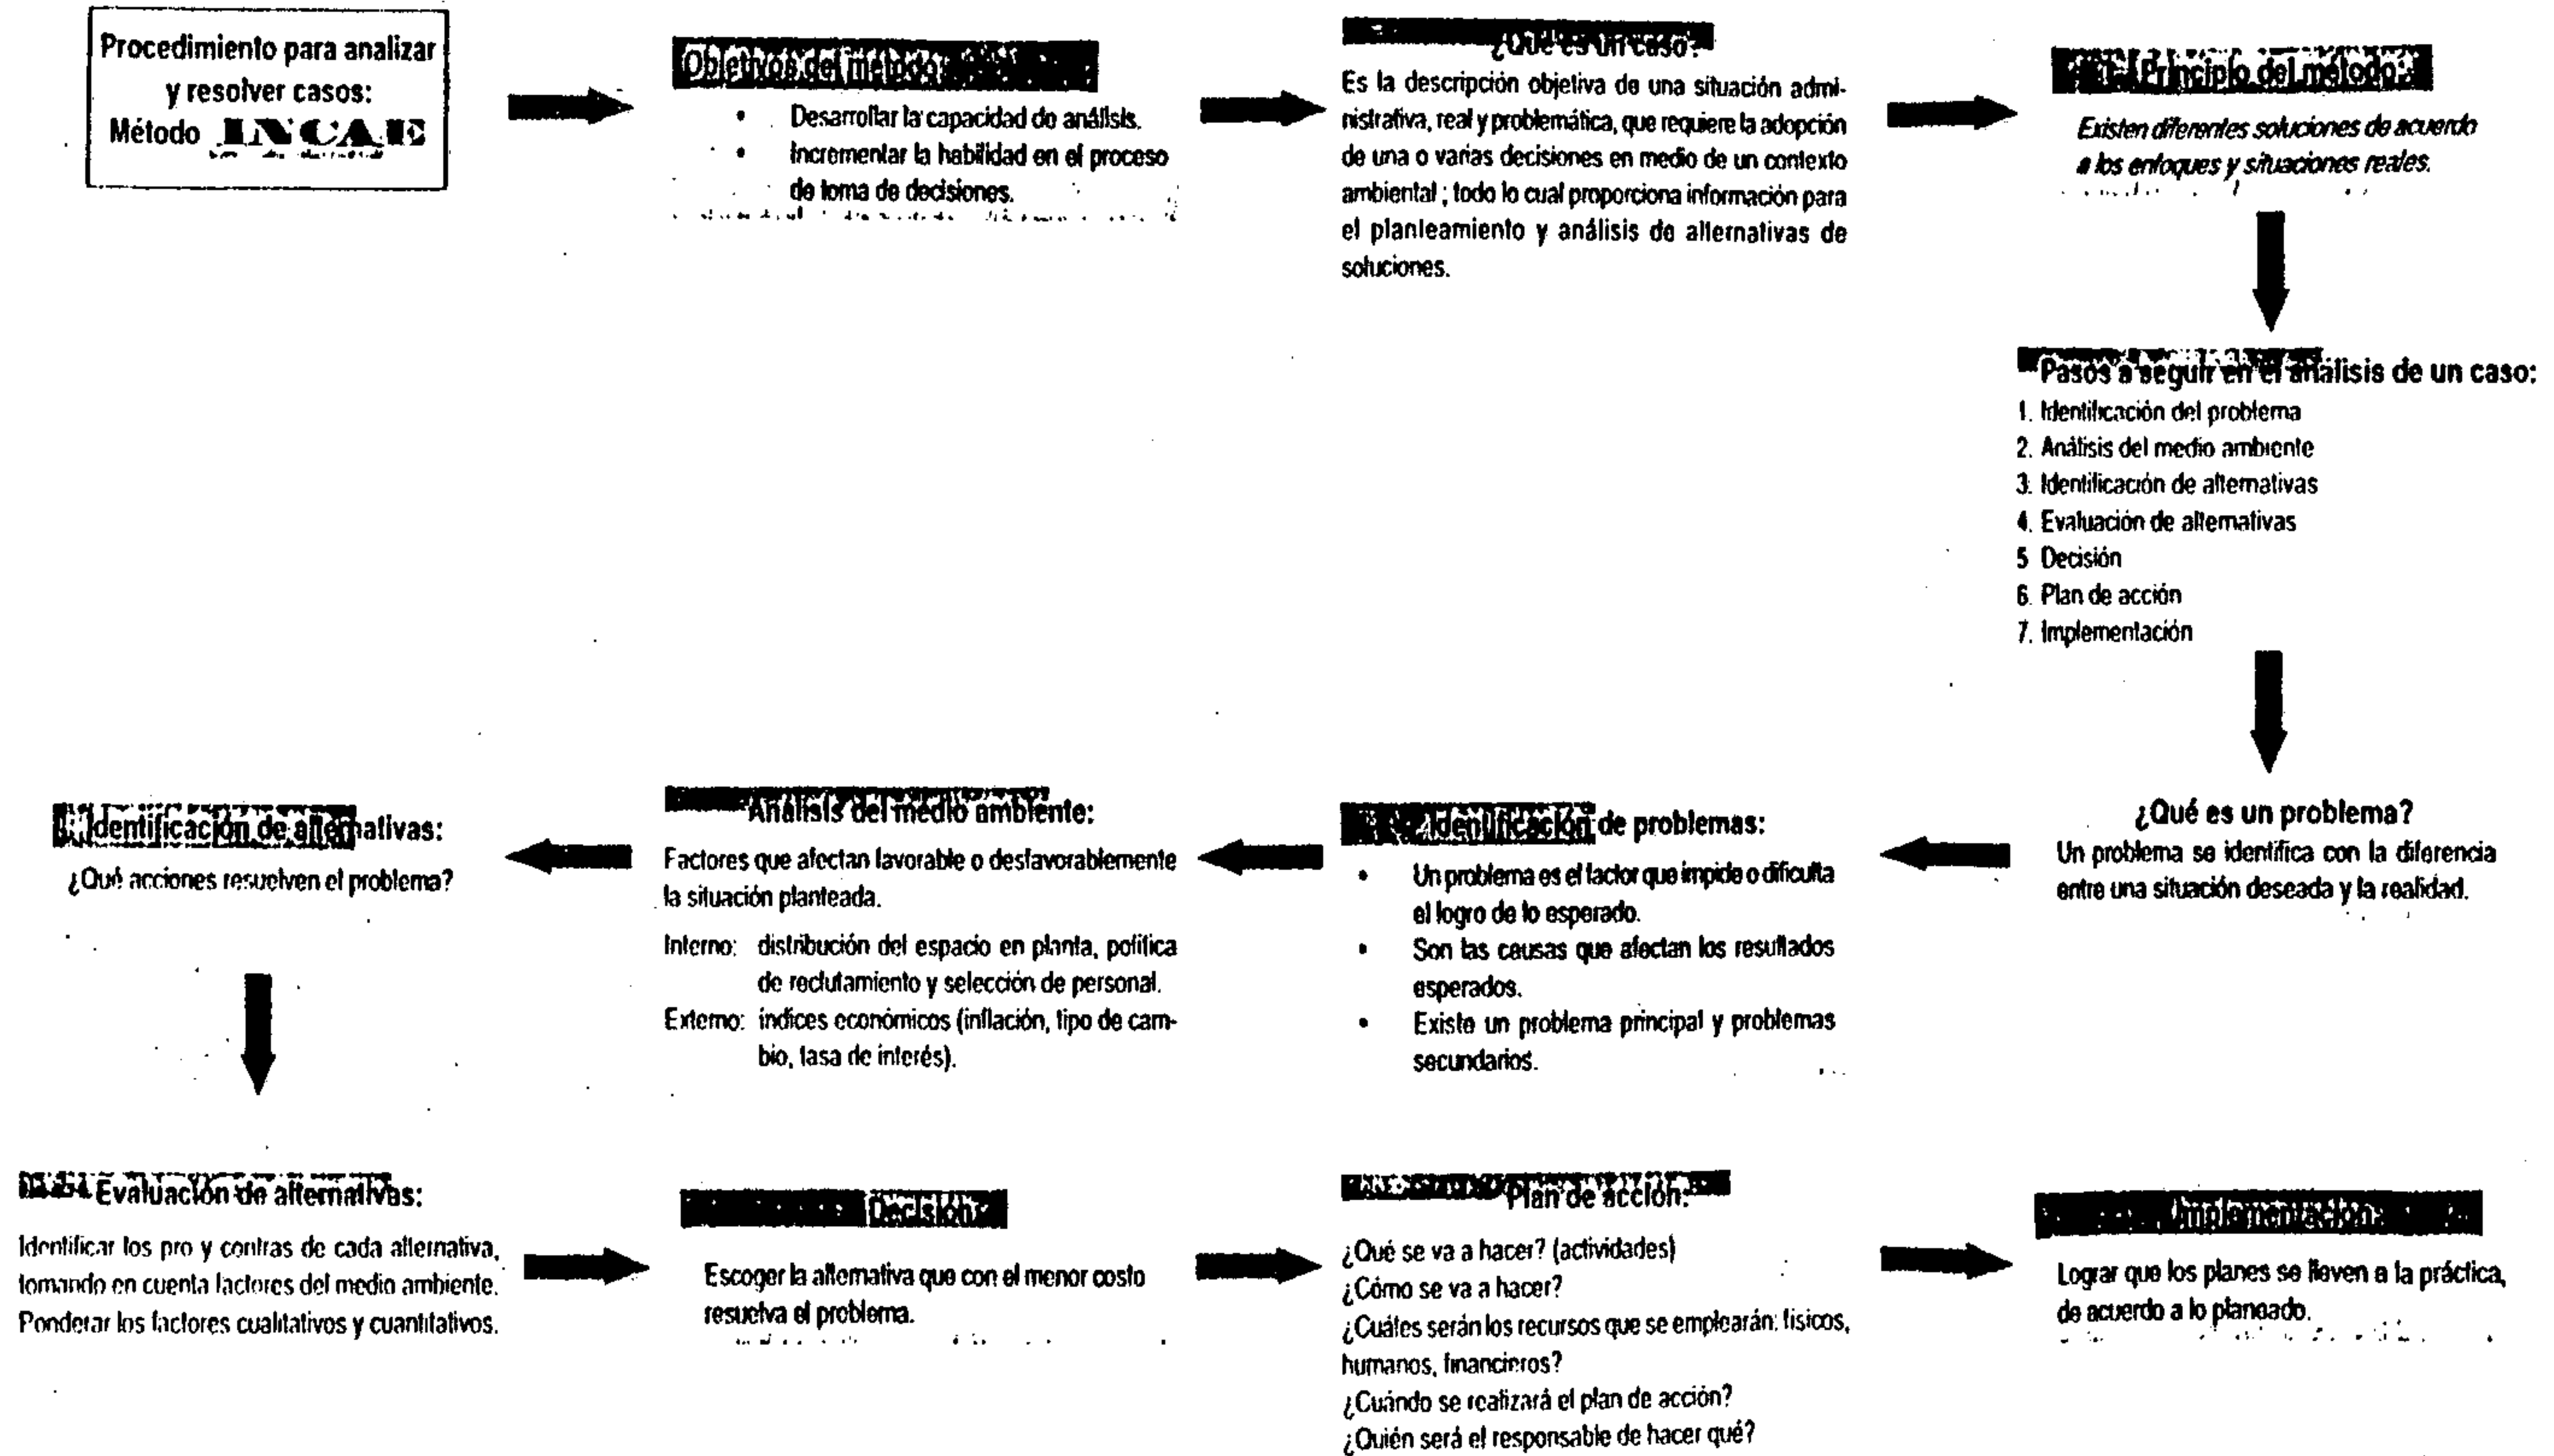 Procedimiento para analizar
y resolver casos:
Método INCAE
Objetivos del método:
• Desarrollar la capacidad de análisis.
• Incrementar la habilidad en el proceso
de toma de decisiones.
¿Qué es un caso?
Es la descripción objetiva de una situación admi-
nistrativa, real y problemática, que requiere la adopción
de una o varias decisiones en medio de un contexto
ambiental; todo lo cual proporciona información para
el planteamiento y análisis de alternativas de
soluciones.
Principio del método:
Existen diferentes soluciones de acuerdo
a los enfoques y situaciones reales.
Pasos a seguir en el análisis de un caso:
1. Identificación del problema
2. Análisis del medio ambiente
3. Identificación de alternativas
4. Evaluación de alternativas
5 Decisión
6. Plan de acción
7. Implementación
¿Qué es un problema?
Un problema se identifica con la diferencia
entre una situación deseada y la realidad.
Identificación de problemas:
• Un problema es el factor que impide o dificulta
el logro de lo esperado.
• Son las causas que afectan los resultados
esperados.
• Existe un problema principal y problemas
secundarios.
Análisis del medio ambiente:
Factores que afectan favorable o desfavorablemente
la situación planteada.
Interno: distribución del espacio en planta, política
de reclutamiento y selección de personal.
Externo: índices económicos (inflación, tipo de cam-
bio, tasa de interés).
Identificación de alternativas:
¿Qué acciones resuelven el problema?
Evaluación de alternativas:
Identificar los pro y contras de cada alternativa,
tomando en cuenta factores del medio ambiente.
Ponderar los factores cualitativos y cuantitativos.
Decisión:
Escoger la alternativa que con el menor costo
resuelva el problema.
Plan de acción:
¿Qué se va a hacer? (actividades)
¿Cómo se va a hacer?
¿Cuáles serán los recursos que se emplearán: físicos,
humanos, financieros?
¿Cuándo se realizará el plan de acción?
¿Quién será el responsable de hacer qué?
Implementación:
Lograr que los planes se lleven a la práctica,
de acuerdo a lo planeado.